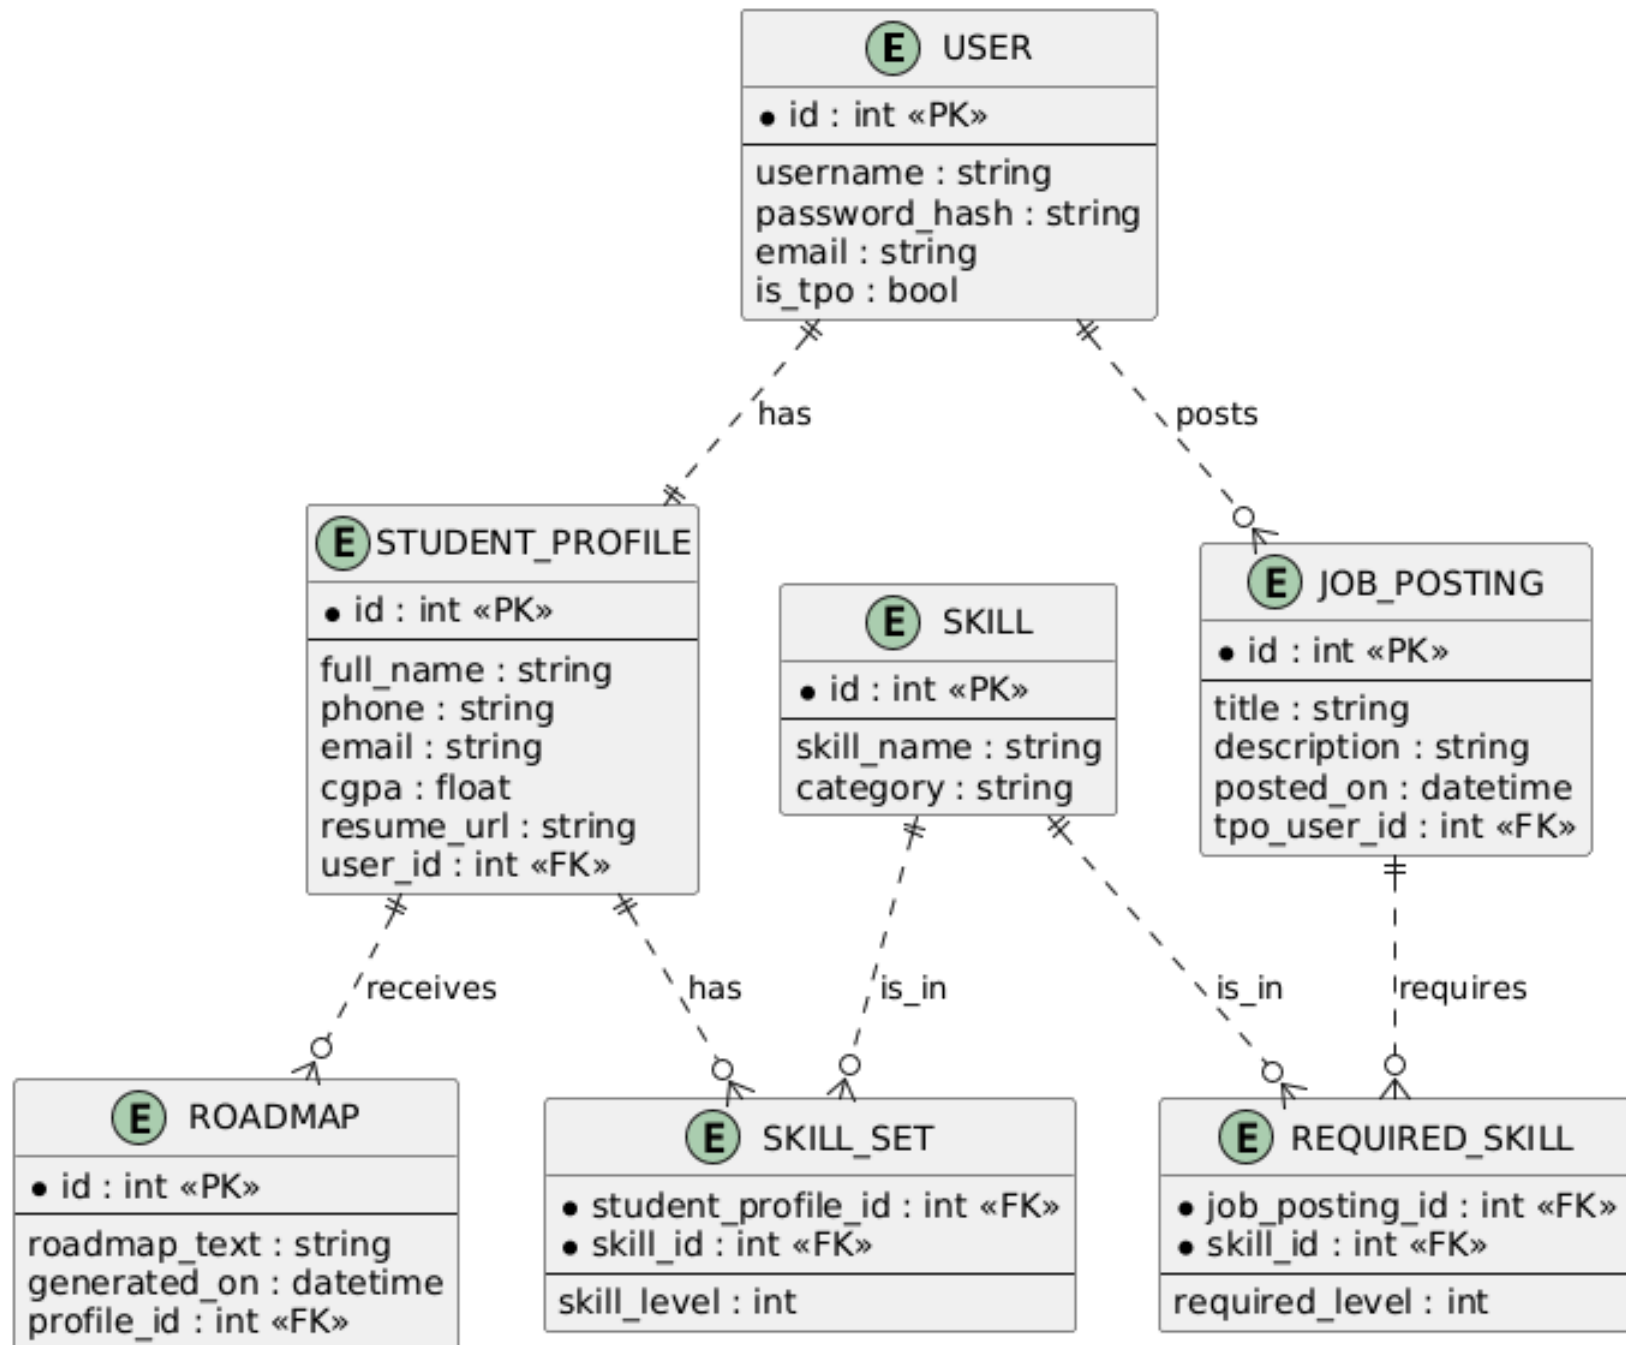 E USER
• id : int «PK»
username : string
password_hash : string
email : string
is_tpo : bool
has
posts
E STUDENT_PROFILE
• id : int «PK»
full_name : string
phone : string
email : string
cgpa : float
resume_url : string
user_id : int «FK»
E SKILL
• id : int «PK»
skill_name : string
category : string
E JOB_POSTING
• id : int «PK»
title : string
description : string
posted_on : datetime
tpo_user_id : int «FK»
receives
has
is_in
is_in
requires
E ROADMAP
• id : int «PK»
roadmap_text : string
generated_on : datetime
profile_id : int «FK»
E SKILL_SET
• student_profile_id : int «FK»
• skill_id : int «FK»
skill_level : int
E REQUIRED_SKILL
• job_posting_id : int «FK»
• skill_id : int «FK»
required_level : int